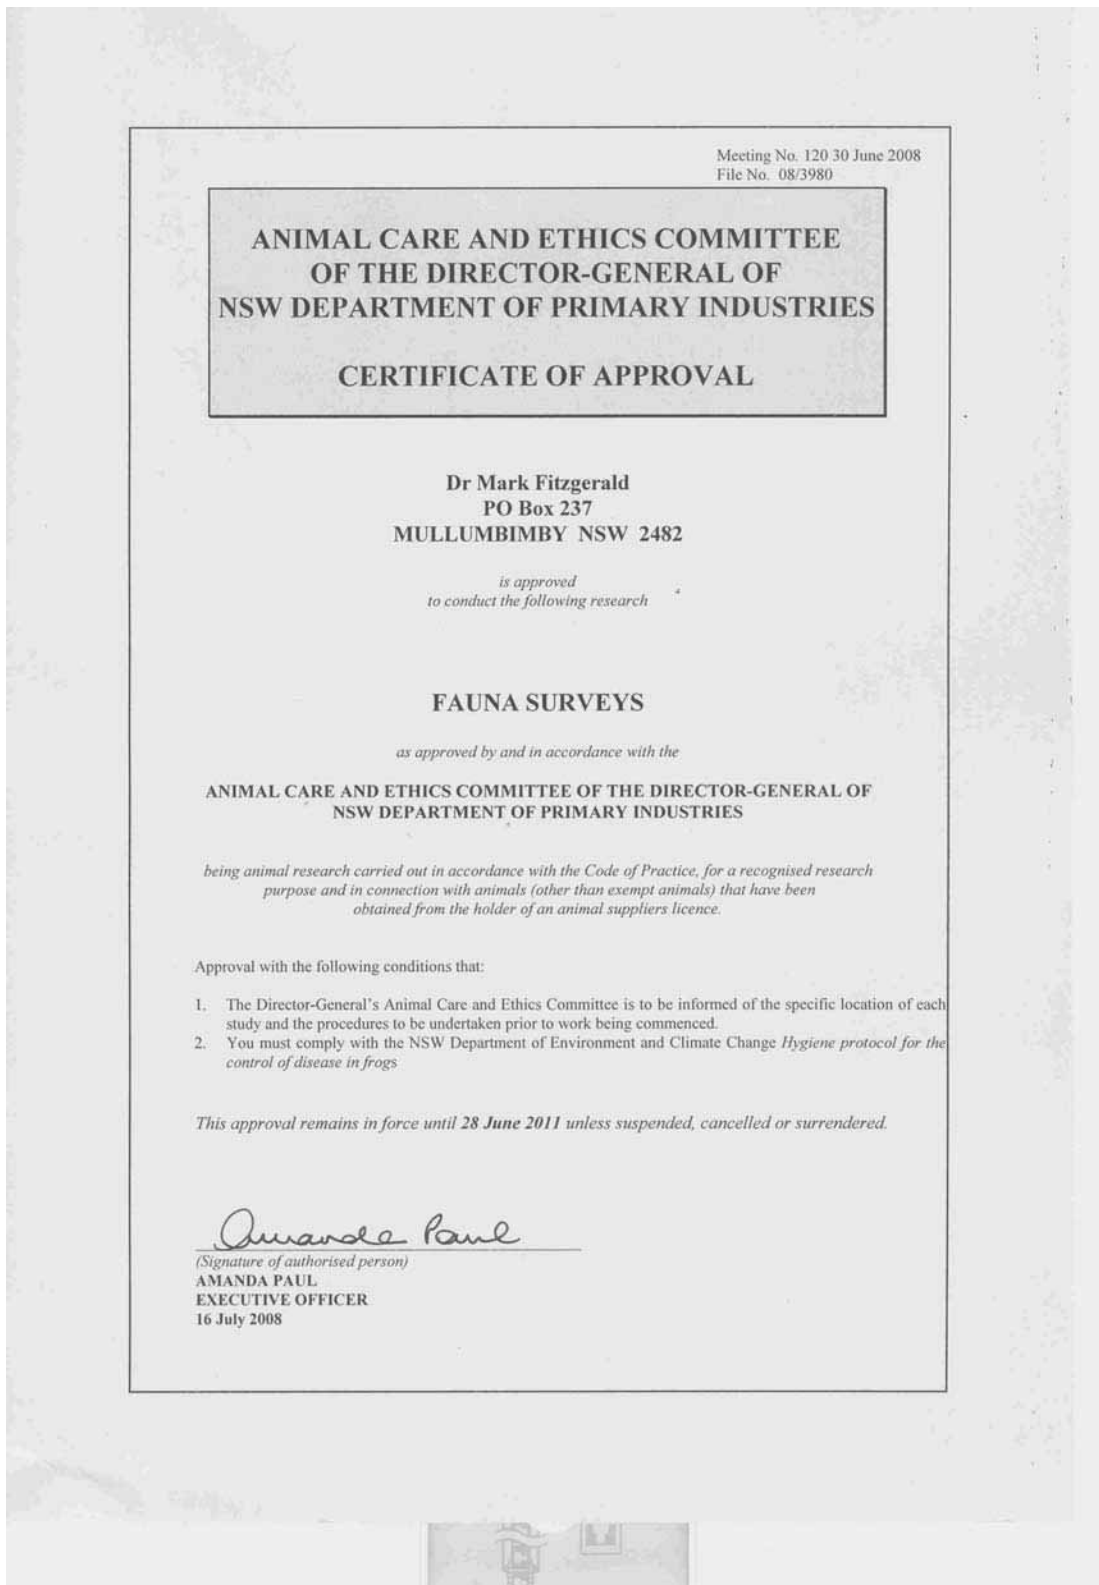 Meeting No. 120 30 June 2008
File No. 08/3980
ANIMAL CARE AND ETHICS COMMITTEE
OF THE DIRECTOR-GENERAL OF
NSW DEPARTMENT OF PRIMARY INDUSTRIES
CERTIFICATE OF APPROVAL
Dr Mark Fitzgerald
PO Box 237
MULLUMBIMBY NSW 2482
is approved
to conduct the following research
FAUNA SURVEYS
as approved by and in accordance with the
ANIMAL CARE AND ETHICS COMMITTEE OF THE DIRECTOR-GENERAL OF
NSW DEPARTMENT OF PRIMARY INDUSTRIES
being animal research carried out in accordance with the Code of Practice, for a recognised research
purpose and in connection with animals (other than exempt animals) that have been
obtained from the holder of an animal suppliers licence.
Approval with the following conditions that:
1. The Director-General's Animal Care and Ethics Committee is to be informed of the specific location of each
study and the procedures to be undertaken prior to work being commenced.
2. You must comply with the NSW Department of Environment and Climate Change Hygiene protocol for the
control of disease in frogs
This approval remains in force until 28 June 2011 unless suspended, cancelled or surrendered.
Amanda Paul
(Signature of authorised person)
AMANDA PAUL
EXECUTIVE OFFICER
16 July 2008